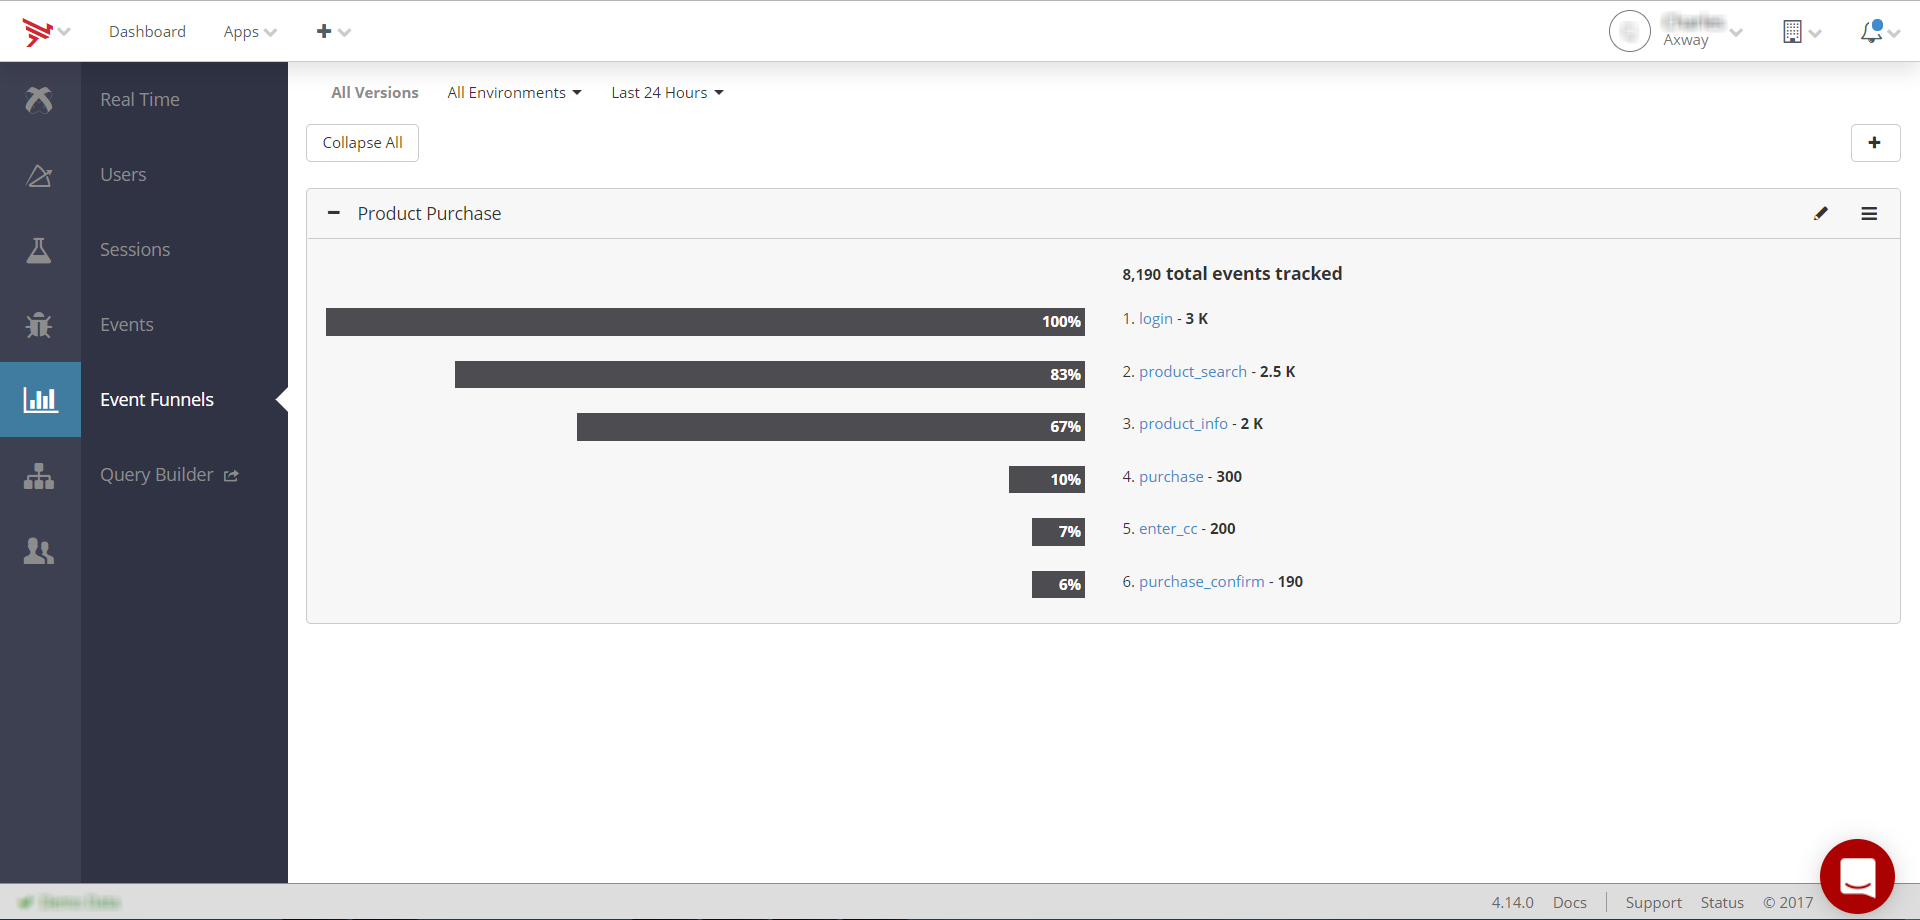 Dashboard Apps
Axway
Real Time
Users
Sessions
Events
Event Funnels
Query Builder
All Versions All Environments Last 24 Hours
Collapse All
Product Purchase
8,190 total events tracked
100% 1. login - 3 K
83% 2. product_search - 2.5 K
67% 3. product_info - 2 K
10% 4. purchase - 300
7% 5. enter_cc - 200
6% 6. purchase_confirm - 190
4.14.0 Docs Support Status © 2017